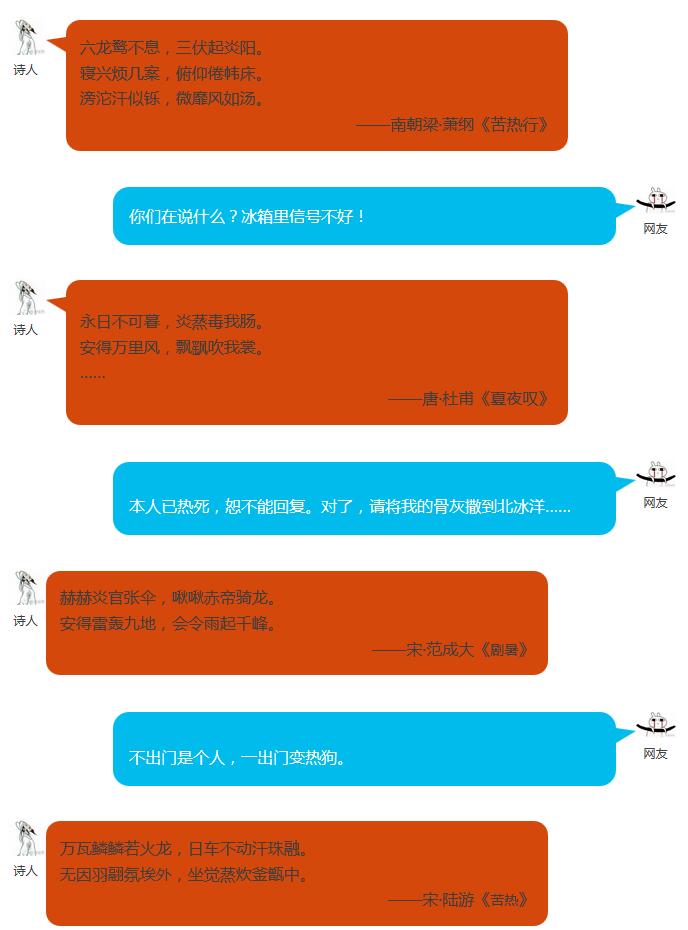 诗人
六龙骛不息，三伏起炎阳。
寝兴烦几案，俯仰倦帏床。
滂沱汗似铄，微靡风如汤。
——南朝梁·萧纲《苦热行》
你们在说什么？冰箱里信号不好！
网友
诗人
永日不可暮，炎蒸毒我肠。
安得万里风，飘飘吹我裳。
......
——唐·杜甫《夏夜叹》
本人已热死，恕不能回复。对了，请将我的骨灰撒到北冰洋......
网友
诗人
赫赫炎官张伞，啾啾赤帝骑龙。
安得雷轰九地，会令雨起千峰。
——宋·范成大《剧暑》
不出门是个人，一出门变热狗。
网友
诗人
万瓦鳞鳞若火龙，日车不动汗珠融。
无因羽翮氛埃外，坐觉蒸炊釜甑中。
——宋·陆游《苦热》